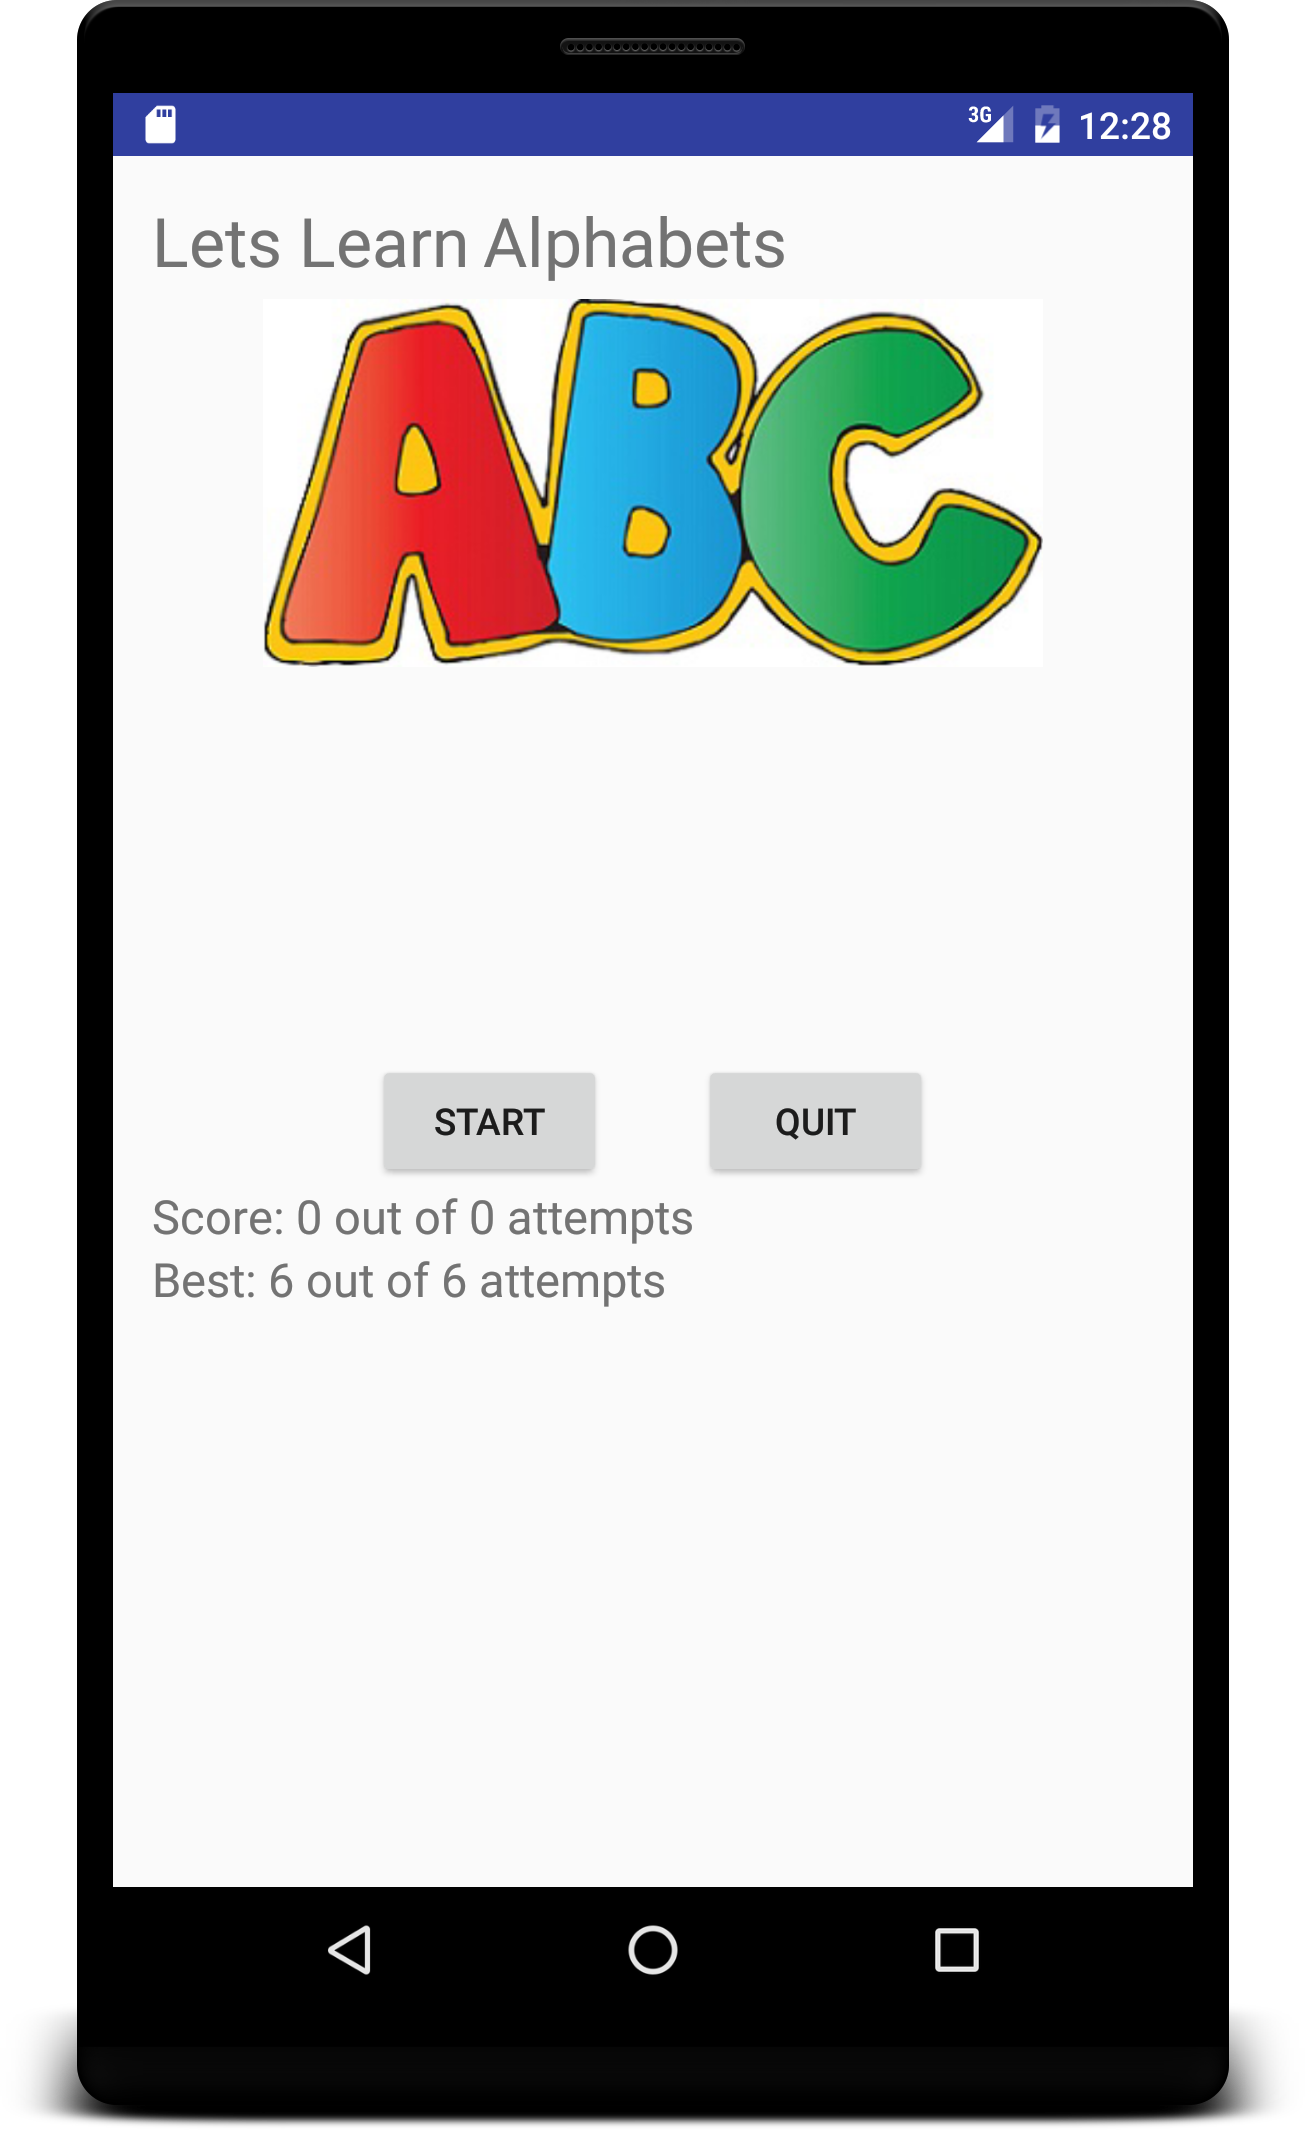 3G 12:28
Lets Learn Alphabets
ABC
START QUIT
Score: 0 out of 0 attempts
Best: 6 out of 6 attempts